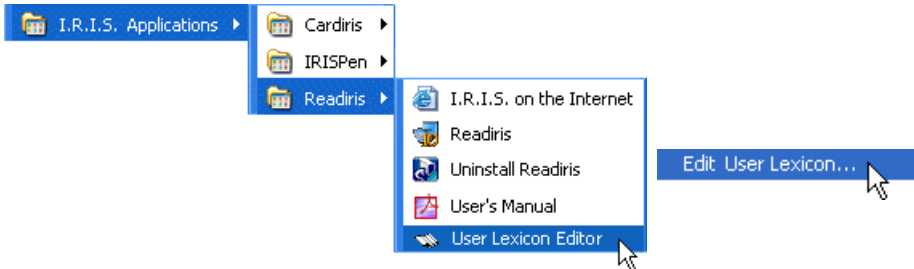 I.R.I.S. Applications
Cardiris
IRISPen
Readiris
I.R.I.S. on the Internet
Readiris
Uninstall Readiris
User's Manual
User Lexicon Editor
Edit User Lexicon...